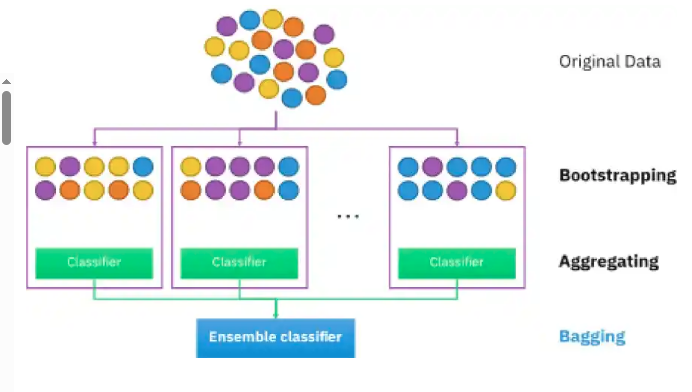 Original Data
Bootstrapping
...
Classifier Classifier Classifier
Aggregating
Ensemble classifier
Bagging